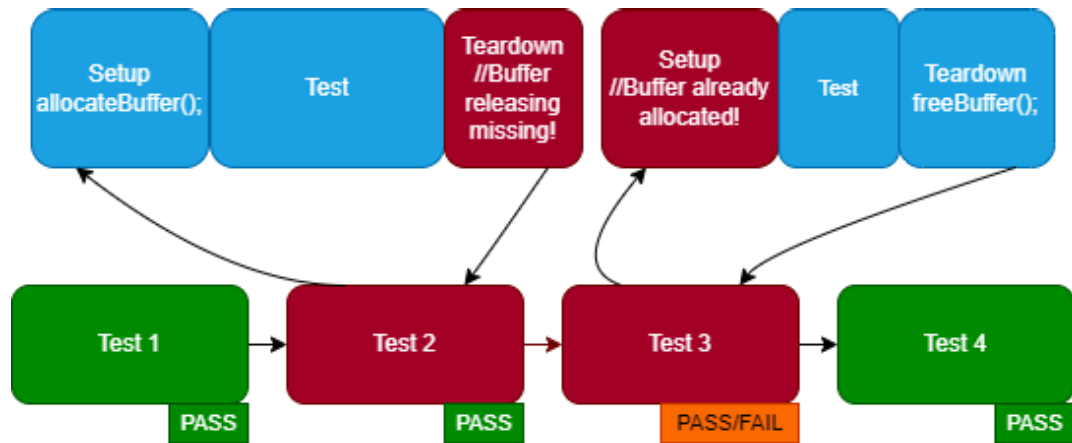 Setup
allocateBuffer();
Test
Teardown
//Buffer
releasing
missing!
Setup
//Buffer already
allocated!
Test
Teardown
freeBuffer();
Test 1
PASS
Test 2
PASS
Test 3
PASS/FAIL
Test 4
PASS